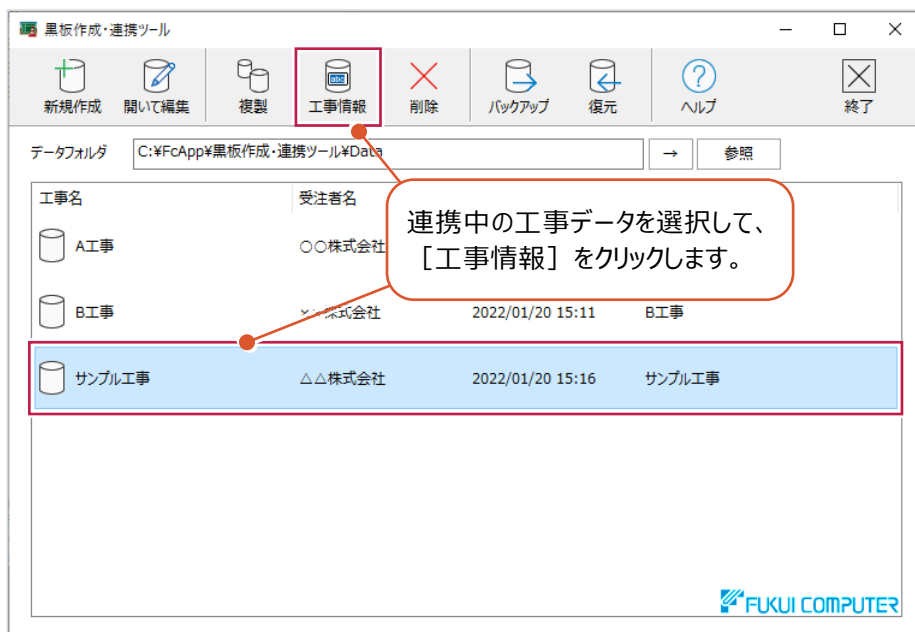 黒板作成・連携ツール
新規作成 開いて編集 複製 工事情報 削除 バックアップ 復元 ヘルプ 終了
データフォルダ C:¥FcApp¥黒板作成・連携ツール¥Data → 参照
工事名 受注者名
A工事 〇〇株式会社
連携中の工事データを選択して、
［工事情報］をクリックします。
B工事 株式会社 2022/01/20 15:11 B工事
サンプル工事 △△株式会社 2022/01/20 15:16 サンプル工事
FUKUI COMPUTER